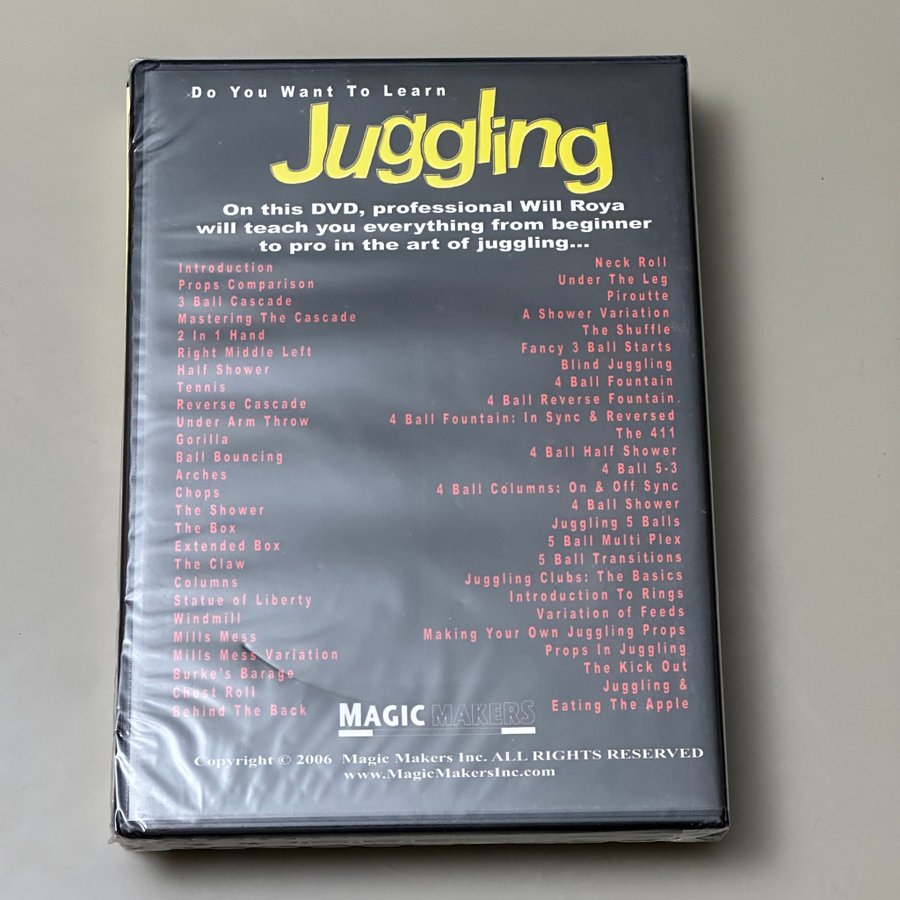 Do You Want To Learn
Juggling
On this DVD, professional Will Roya
will teach you everything from beginner
to pro in the art of juggling...
Introduction
Props Comparison
3 Ball Cascade
Mastering The Cascade
2 In 1 Hand
Right Middle Left
Half Shower
Tennis
Reverse Cascade
Under Arm Throw
Gorilla
Ball Bouncing
Arches
Chops
The Shower
The Box
Extended Box
The Claw
Columns
Statue of Liberty
Windmill
Mills Mess
Mills Mess Variation
Burke's Barage
Chest Roll
Behind The Back
Neck Roll
Under The Leg
Piroutte
A Shower Variation
The Shuffle
Fancy 3 Ball Starts
Blind Juggling
4 Ball Fountain
4 Ball Reverse Fountain.
4 Ball Fountain: In Sync & Reversed
The 411
4 Ball Half Shower
4 Ball 5-3
4 Ball Columns: On & Off Sync
4 Ball Shower
Juggling 5 Balls
5 Ball Multi Plex
5 Ball Transitions
Juggling Clubs: The Basics
Introduction To Rings
Variation of Feeds
Making Your Own Juggling Props
Props In Juggling
The Kick Out
Juggling &
Eating The Apple
MAGIC MAKERS
Copyright © 2006 Magic Makers Inc. ALL RIGHTS RESERVED
www.MagicMakersInc.com